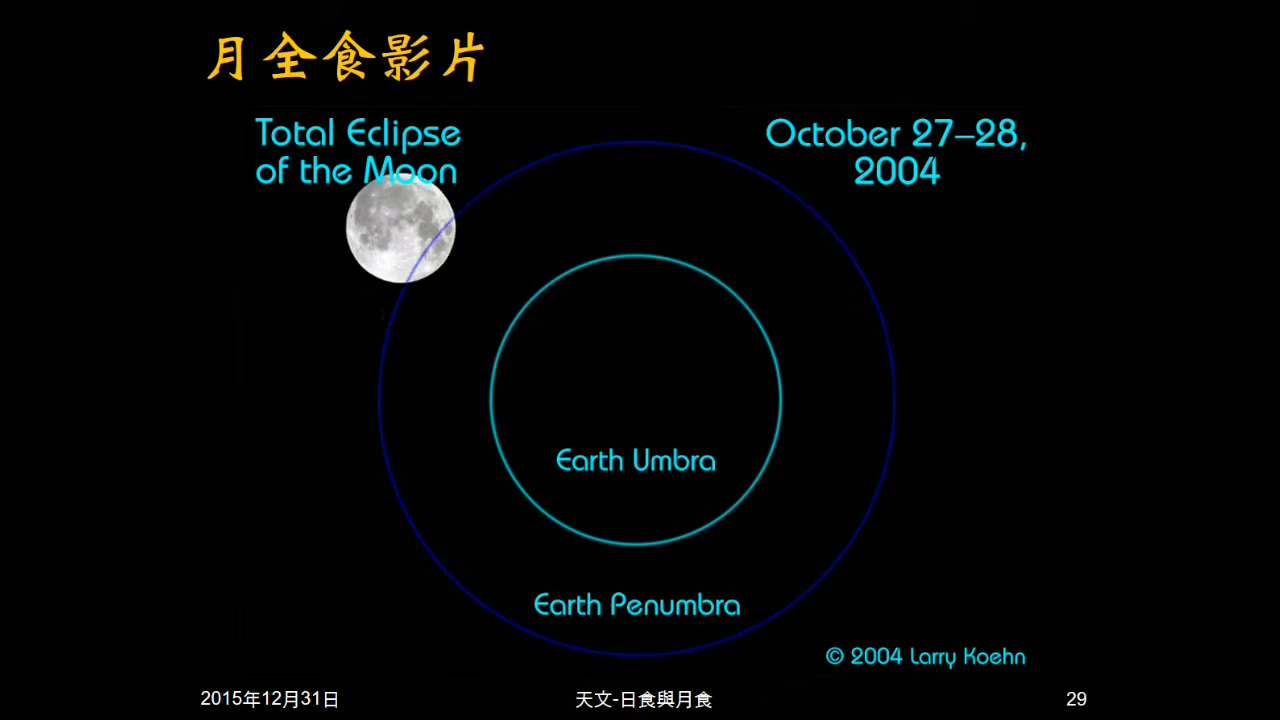 月全食影片
Total Eclipse
of the Moon
October 27–28,
2004
Earth Umbra
Earth Penumbra
© 2004 Larry Koehn
2015年12月31日
天文-日食與月食
29